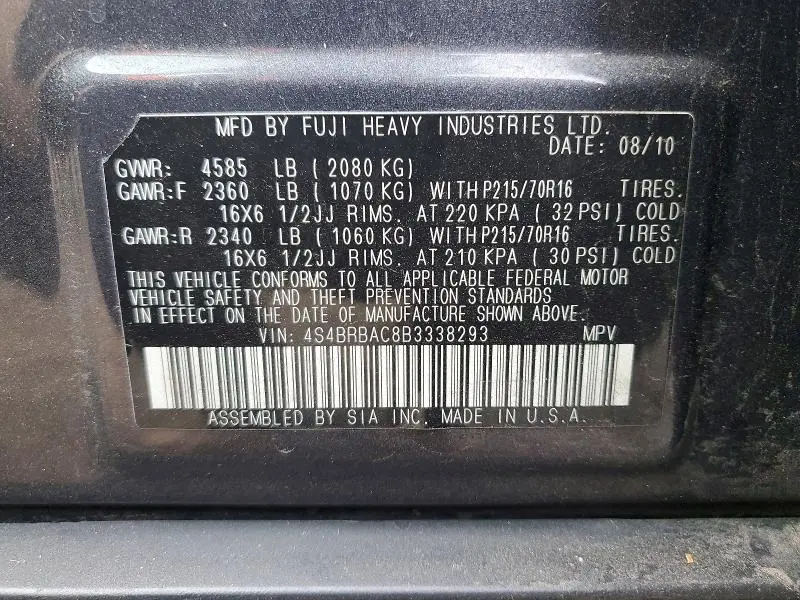 MFD BY FUJI HEAVY INDUSTRIES LTD.
DATE: 08/10
GVWR: 4585 LB ( 2080 KG)
GAWR:F 2360 LB ( 1070 KG) WITH P215/70R16 TIRES.
16X6 1/2JJ RIMS. AT 220 KPA ( 32 PSI) COLD
GAWR:R 2340 LB ( 1060 KG) WITH P215/70R16 TIRES.
16X6 1/2JJ RIMS. AT 210 KPA ( 30 PSI) COLD
THIS VEHICLE CONFORMS TO ALL APPLICABLE FEDERAL MOTOR
VEHICLE SAFETY AND THEFT PREVENTION STANDARDS
IN EFFECT ON THE DATE OF MANUFACTURE SHOWN ABOVE.
VIN: 4S4BRBAC8B3338293 MPV
ASSEMBLED BY SIA INC. MADE IN U.S.A.